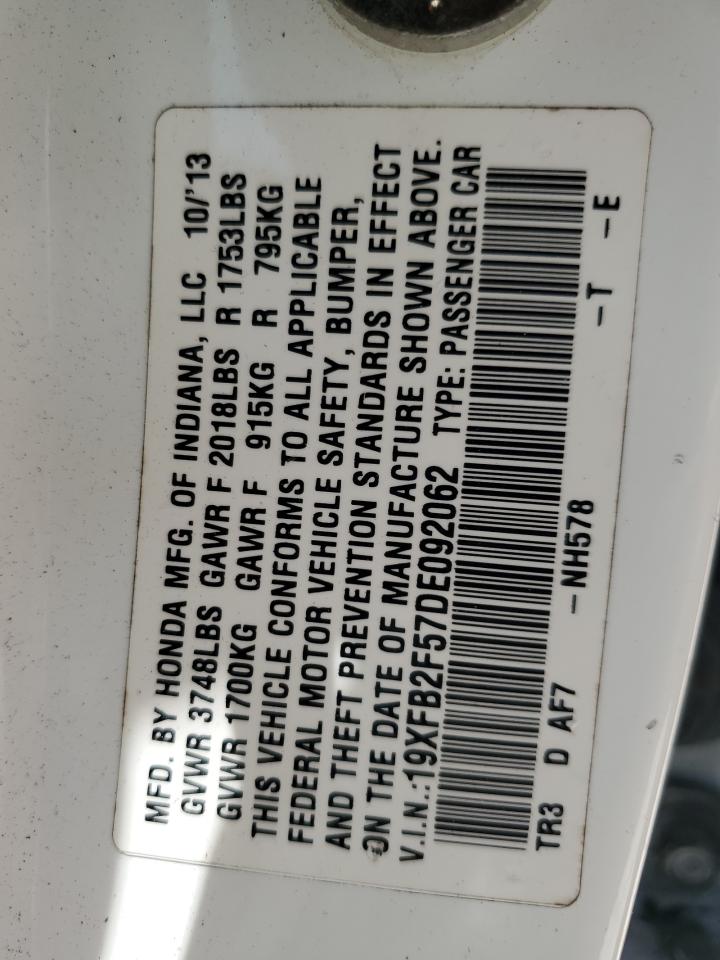 MFD. BY HONDA MFG. OF INDIANA, LLC 10/'13
GVWR 3748LBS GAWR F 2018LBS R 1753LBS
GVWR 1700KG GAWR F 915KG R 795KG
THIS VEHICLE CONFORMS TO ALL APPLICABLE
FEDERAL MOTOR VEHICLE SAFETY, BUMPER,
AND THEFT PREVENTION STANDARDS IN EFFECT
ON THE DATE OF MANUFACTURE SHOWN ABOVE.
V.I.N.:19XFB2F57DE092062 TYPE: PASSENGER CAR
TR3 D AF7 –NH578 –T –E